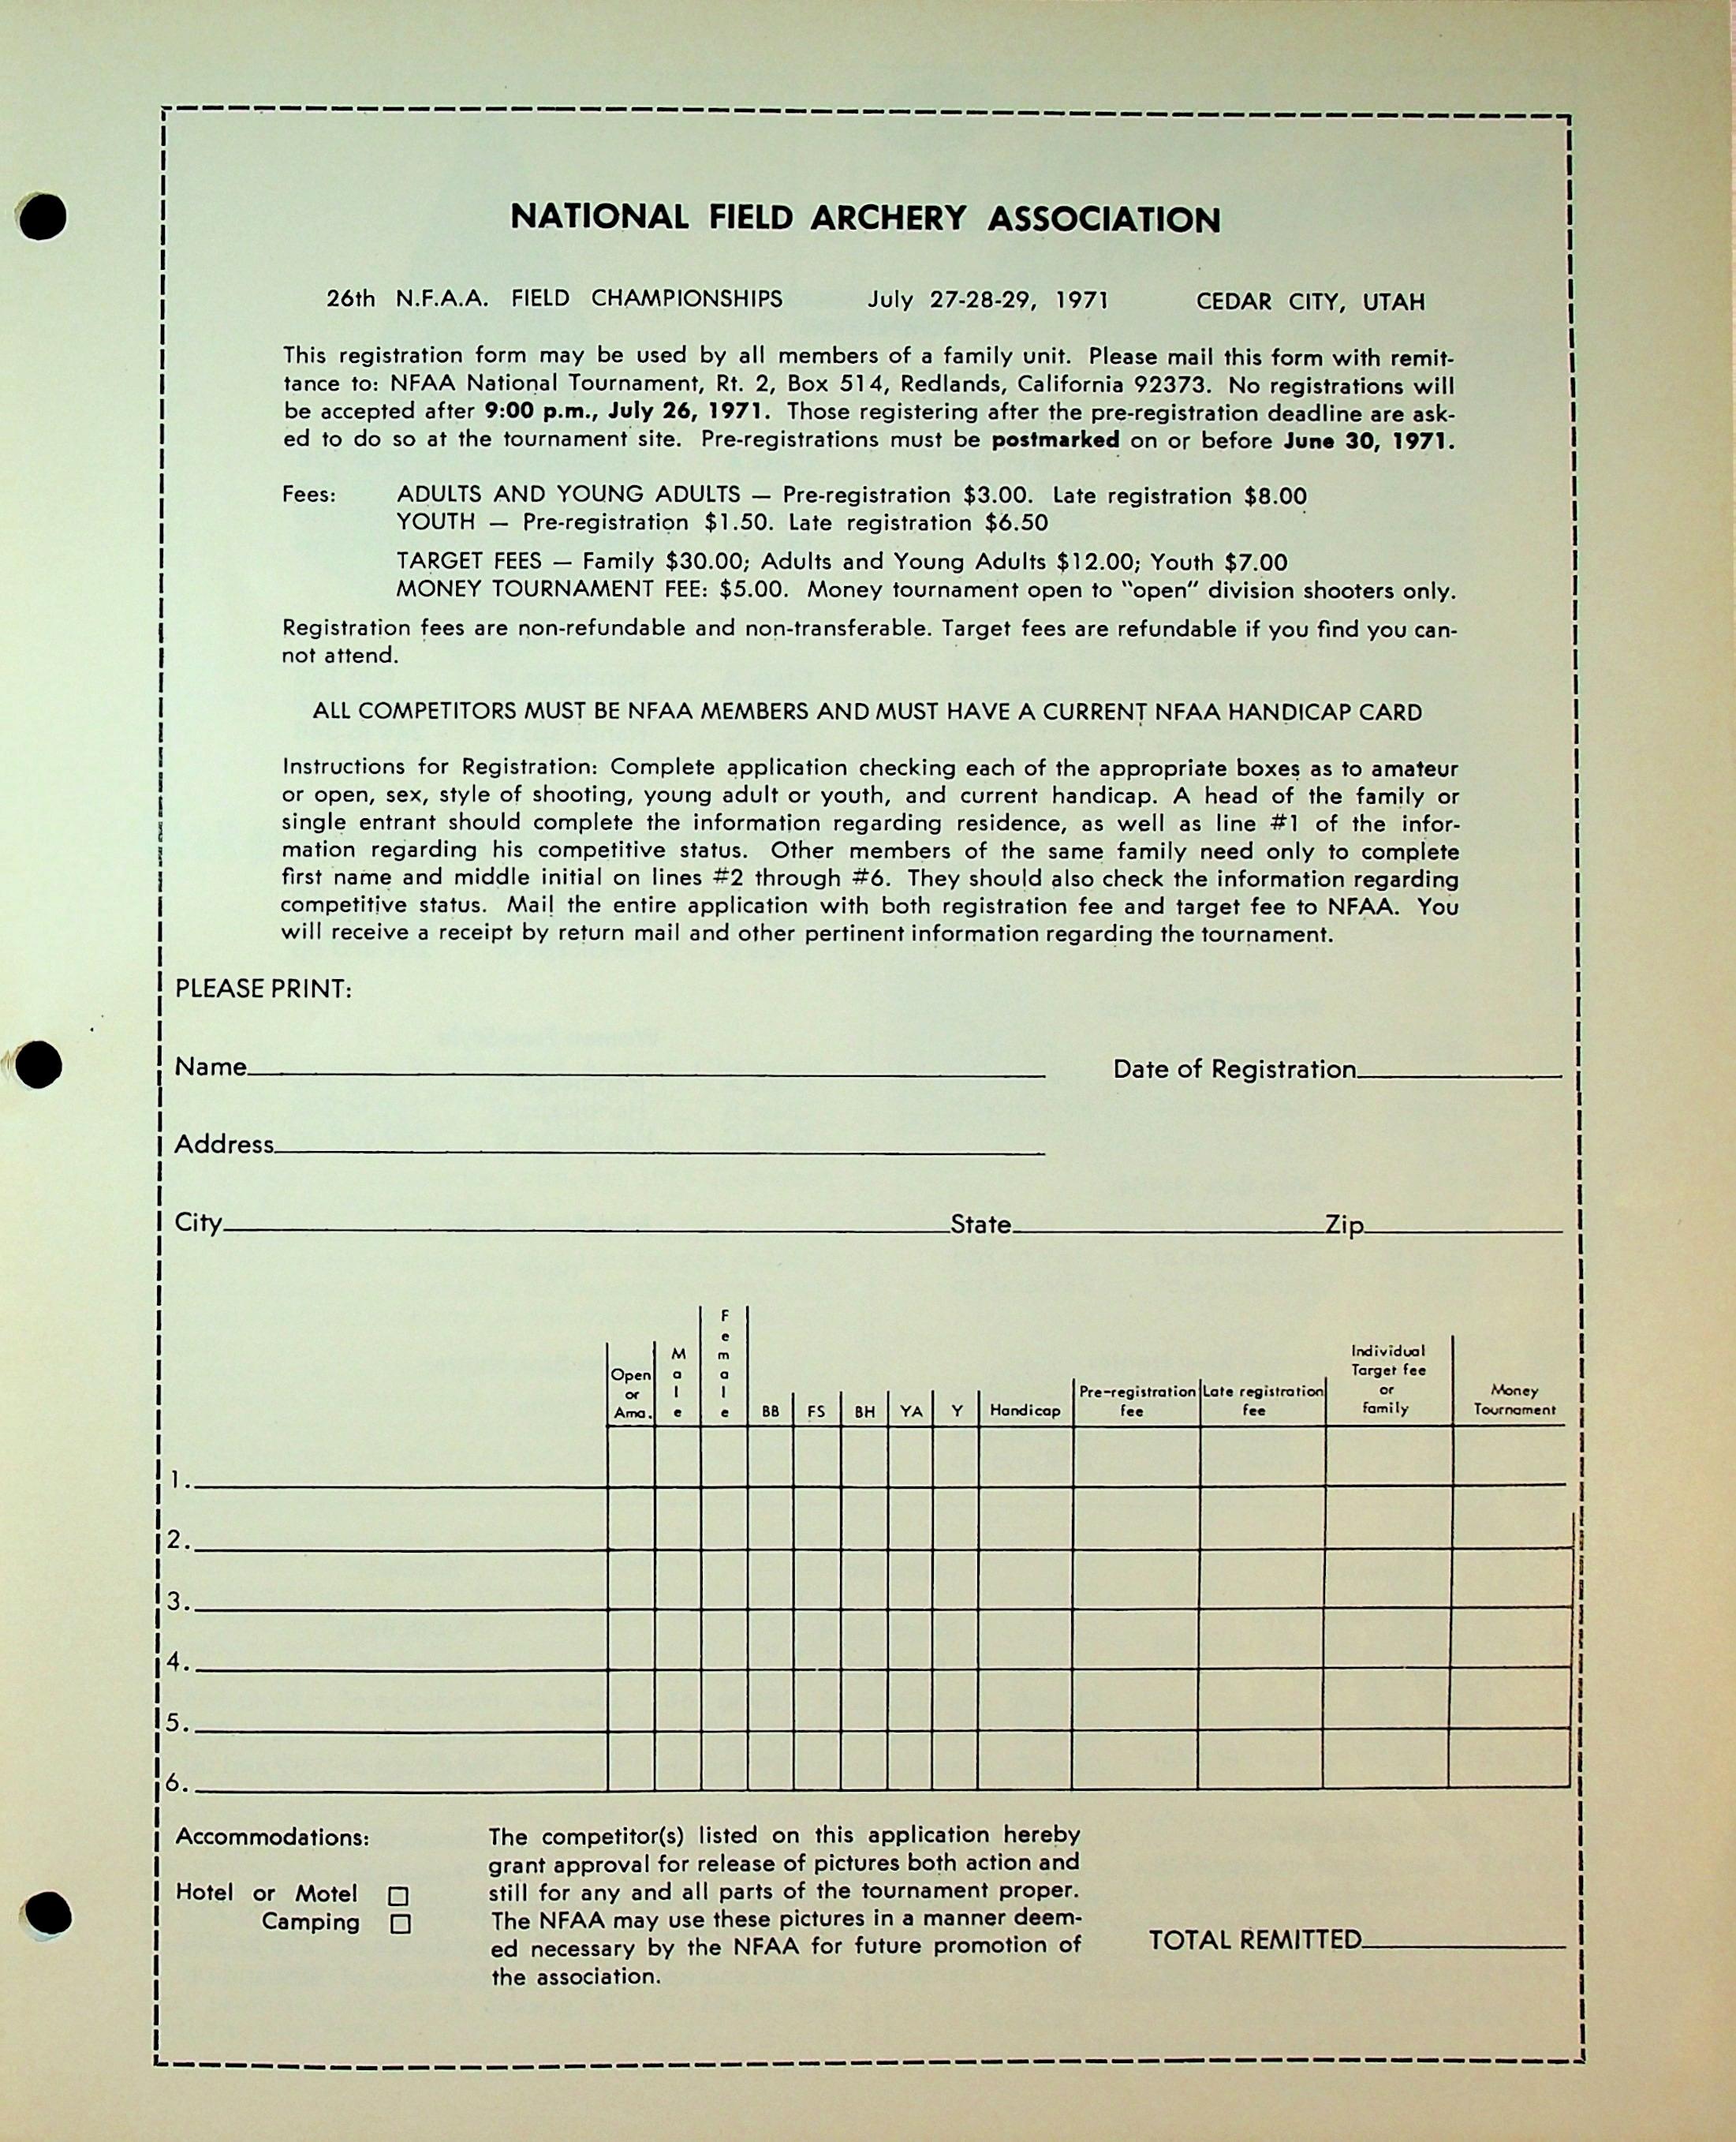 NATIONAL FIELD ARCHERY ASSOCIATION
26th N.F.A.A. FIELD CHAMPIONSHIPS July 27-28-29, 1971 CEDAR CITY, UTAH
This registration form may be used by all members of a family unit. Please mail this form with remit-
tance to: NFAA National Tournament, Rt. 2, Box 514, Redlands, California 92373. No registrations will
be accepted after 9:00 p.m., July 26, 1971. Those registering after the pre-registration deadline are ask-
ed to do so at the tournament site. Pre-registrations must be postmarked on or before June 30, 1971.
Fees: ADULTS AND YOUNG ADULTS — Pre-registration $3.00. Late registration $8.00
YOUTH — Pre-registration $1.50. Late registration $6.50
TARGET FEES — Family $30.00; Adults and Young Adults $12.00; Youth $7.00
MONEY TOURNAMENT FEE: $5.00. Money tournament open to "open" division shooters only.
Registration fees are non-refundable and non-transferable. Target fees are refundable if you find you can-
not attend.
ALL COMPETITORS MUST BE NFAA MEMBERS AND MUST HAVE A CURRENT NFAA HANDICAP CARD
Instructions for Registration: Complete application checking each of the appropriate boxes as to amateur
or open, sex, style of shooting, young adult or youth, and current handicap. A head of the family or
single entrant should complete the information regarding residence, as well as line #1 of the infor-
mation regarding his competitive status. Other members of the same family need only to complete
first name and middle initial on lines #2 through #6. They should also check the information regarding
competitive status. Mail the entire application with both registration fee and target fee to NFAA. You
will receive a receipt by return mail and other pertinent information regarding the tournament.
PLEASE PRINT:
Name Date of Registration
Address
City State Zip
Open or Ama. Male Female BB FS BH YA Y Handicap Pre-registration fee Late registration fee Individual Target fee or family Money Tournament
1.
2.
3.
4.
5.
6.
Accommodations:
Hotel or Motel
Camping
The competitor(s) listed on this application hereby
grant approval for release of pictures both action and
still for any and all parts of the tournament proper.
The NFAA may use these pictures in a manner deem-
ed necessary by the NFAA for future promotion of
the association.
TOTAL REMITTED